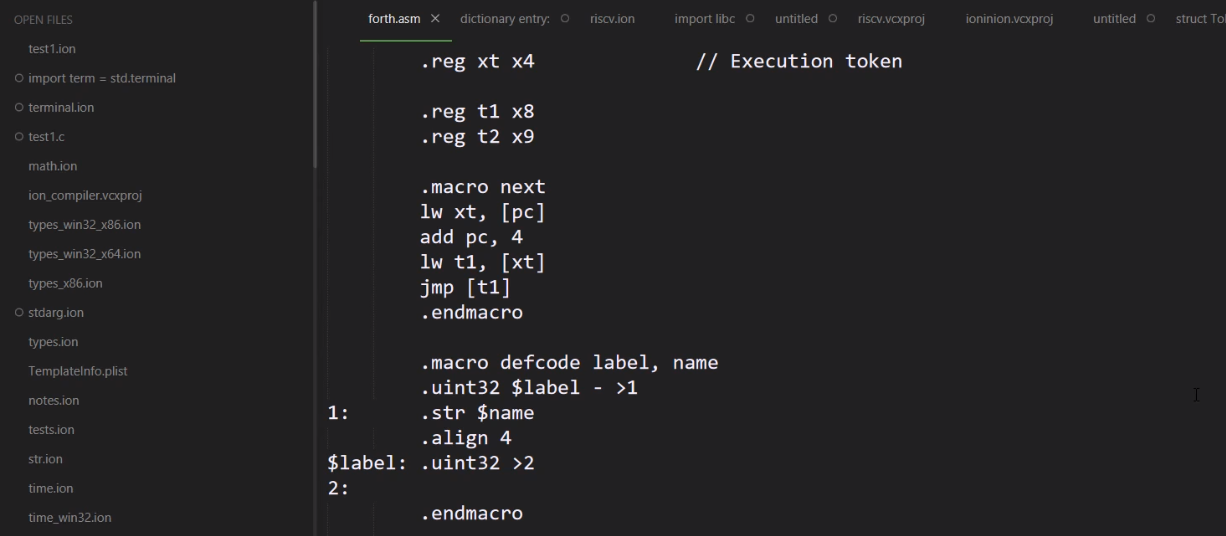 OPEN FILES
test1.ion
import term = std.terminal
terminal.ion
test1.c
math.ion
ion_compiler.vcxproj
types_win32_x86.ion
types_win32_x64.ion
types_x86.ion
stdarg.ion
types.ion
TemplateInfo.plist
notes.ion
tests.ion
str.ion
time.ion
time_win32.ion
forth.asm × dictionary entry: riscv.ion import libc untitled riscv.vcxproj ioninion.vcxproj untitled struct Tol
.reg xt x4 // Execution token
.reg t1 x8
.reg t2 x9
.macro next
lw xt, [pc]
add pc, 4
lw t1, [xt]
jmp [t1]
.endmacro
.macro defcode label, name
.uint32 $label - >1
1: .str $name
.align 4
$label: .uint32 >2
2:
.endmacro